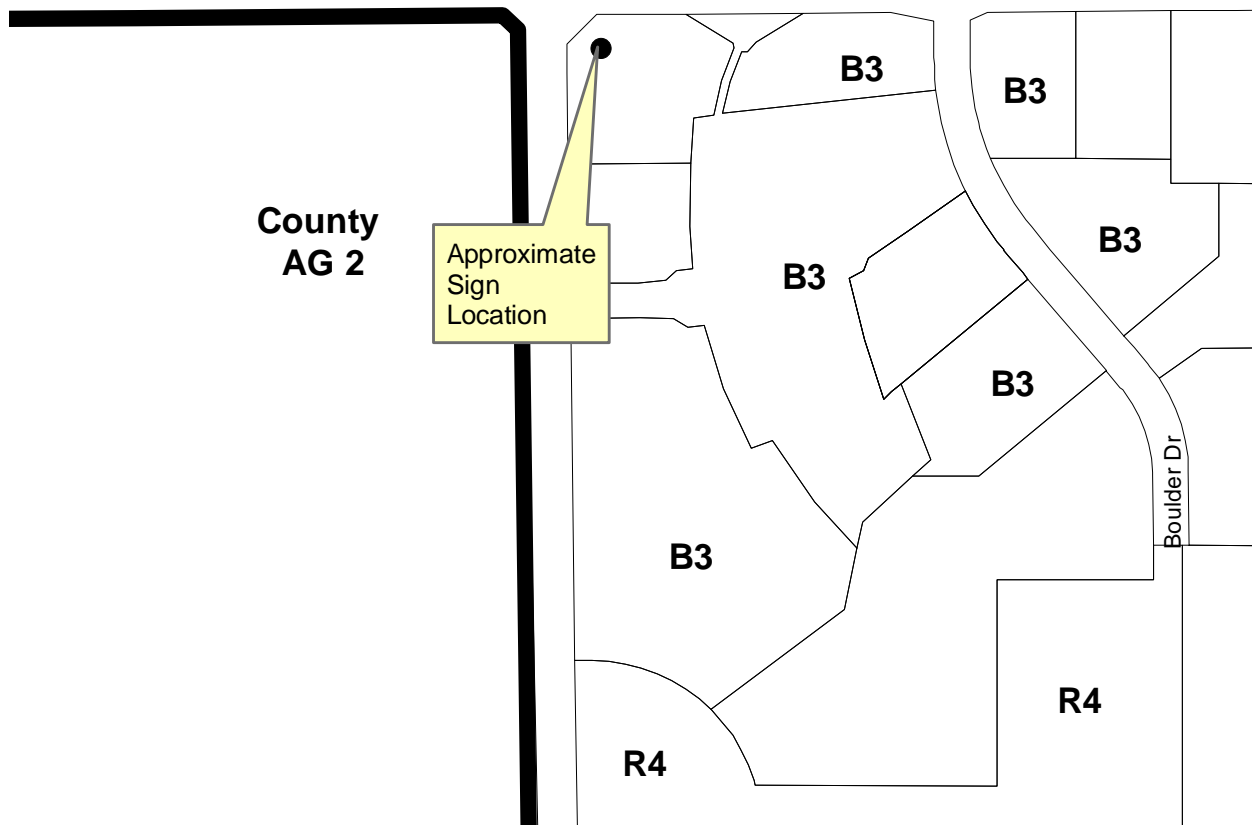 B3
B3
County
AG 2
Approximate
Sign
Location
B3
B3
B3
Boulder Dr
B3
R4
R4